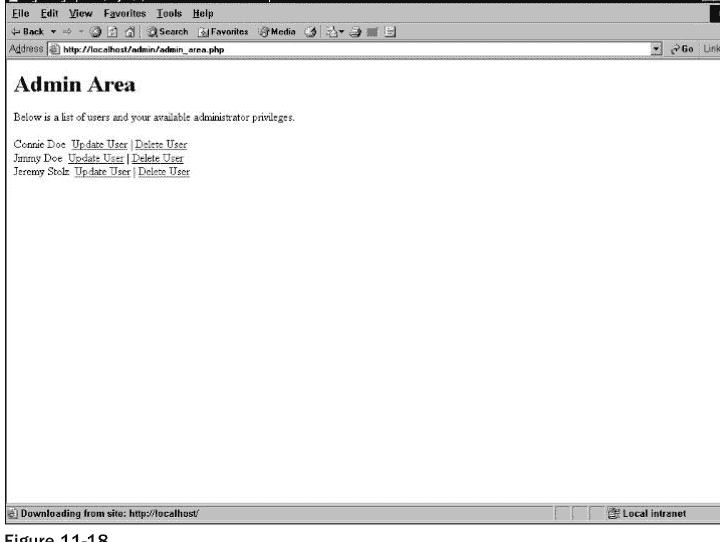 File Edit View Favorites Tools Help
Back Search Favorites Media
Address http://localhost/admin/admin_area.php Go Link
Admin Area
Below is a list of users and your available administrator privileges.
Connie Doe Update User | Delete User
Jimmy Doe Update User | Delete User
Jeremy Stolz Update User | Delete User
Downloading from site: http://localhost/ Local intranet
Figure 11-18